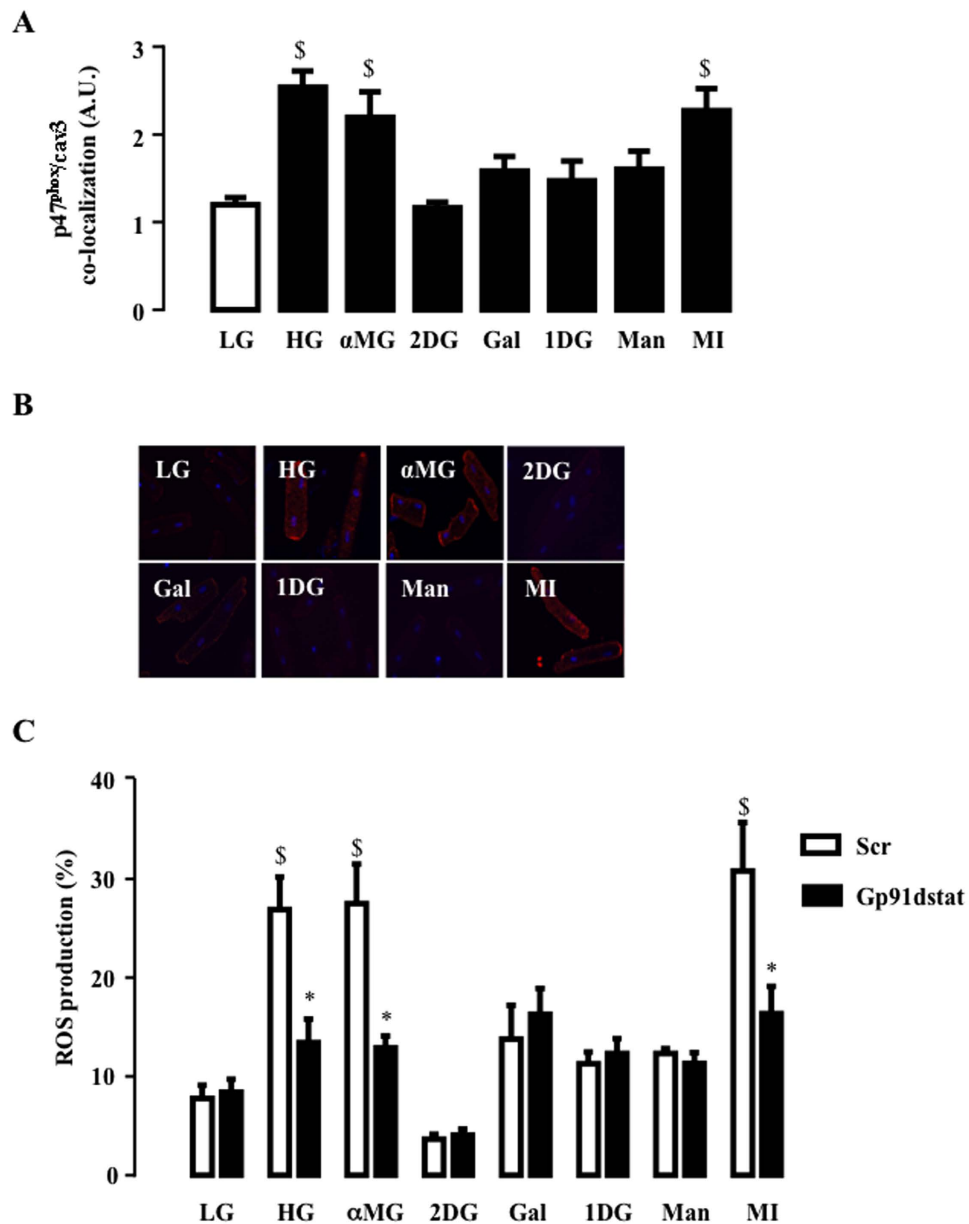 A
3
2
1
0
p47phox/cav3
co-localization (A.U.)
$ $ $
LG HG αMG 2DG Gal 1DG Man MI
B
LG HG αMG 2DG
Gal 1DG Man MI
C
40
30
20
10
0
ROS production (%)
$ $ $
* * *
Scr
Gp91dstat
LG HG αMG 2DG Gal 1DG Man MI